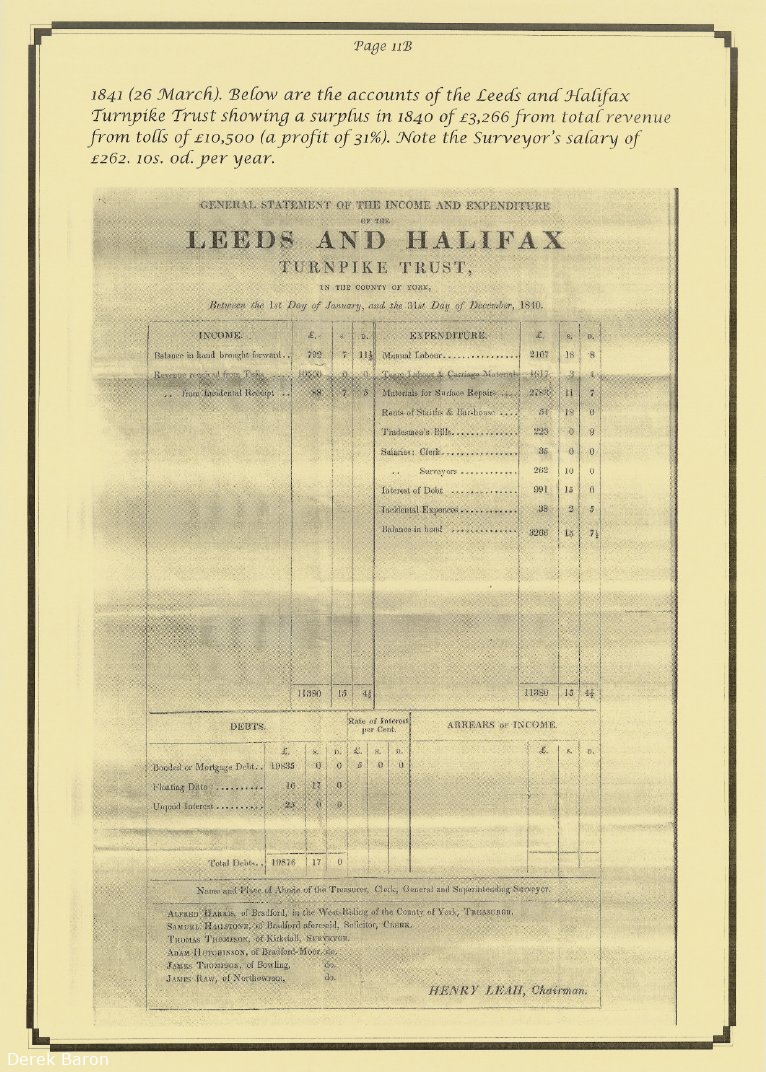 Page 11B
1841 (26 March). Below are the accounts of the Leeds and Halifax
Turnpike Trust showing a surplus in 1840 of £3,266 from total revenue
from tolls of £10,500 (a profit of 31%). Note the Surveyor's salary of
£262. 10s. 0d. per year.
GENERAL STATEMENT OF THE INCOME AND EXPENDITURE
OF THE
LEEDS AND HALIFAX
TURNPIKE TRUST,
IN THE COUNTY OF YORK,
Between the 1st Day of January, and the 31st Day of December, 1840.
INCOME. £. S. D. EXPENDITURE. £. S. D.
Balance in hand brought forward.. 792 7 11½ Manual Labour................ 2107 18 8
Revenue received from Tolls 10500 0 0 Team Labour & Carriage Materials 1617 3 4
.. from Incidental Receipt .. 88 7 5 Materials for Surface Repairs .... 2786 11 7
Rents of Staiths & Bar-house .... 51 18 0
Tradesmen's Bills.............. 223 0 9
Salaries: Clerk................ 35 0 0
.. Surveyors ............ 262 10 0
Interest of Debt .............. 991 15 0
Incidental Expences............ 38 2 5
Balance in hand .............. 3266 15 7½
11380 15 4½ 11380 15 4½
DEBTS. Rate of Interest per Cent. ARREARS OF INCOME.
£. S. D. £. S. D. £. S. D.
Bonded or Mortgage Debt.. 19835 0 0 5 0 0
Floating Ditto .......... 16 17 0
Unpaid Interest .......... 25 0 0
Total Debts.. 19876 17 0
Name and Place of Abode of the Treasurer, Clerk, General and Superintending Surveyor.
ALFRED HARRIS, of Bradford, in the West Riding of the County of York, TREASURER.
SAMUEL HAILSTONE, of Bradford aforesaid, Solicitor, CLERK.
THOMAS THOMPSON, of Kirkstall, SURVEYOR.
ADAM HUTCHINSON, of Bradford-Moor, do.
JAMES THOMPSON, of Bowling, do.
JAMES RAW, of Northowram, do.
HENRY LEAH, Chairman.
Derek Baron